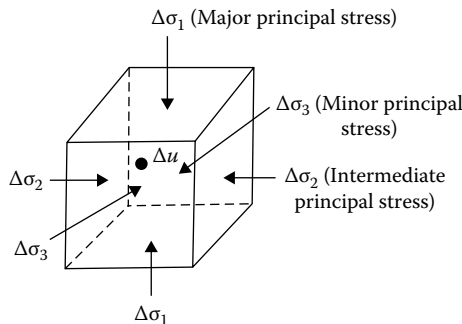 Δσ₁ (Major principal stress)
Δσ₃ (Minor principal
stress)
Δu
Δσ₂
Δσ₂ (Intermediate
principal stress)
Δσ₃
Δσ₁